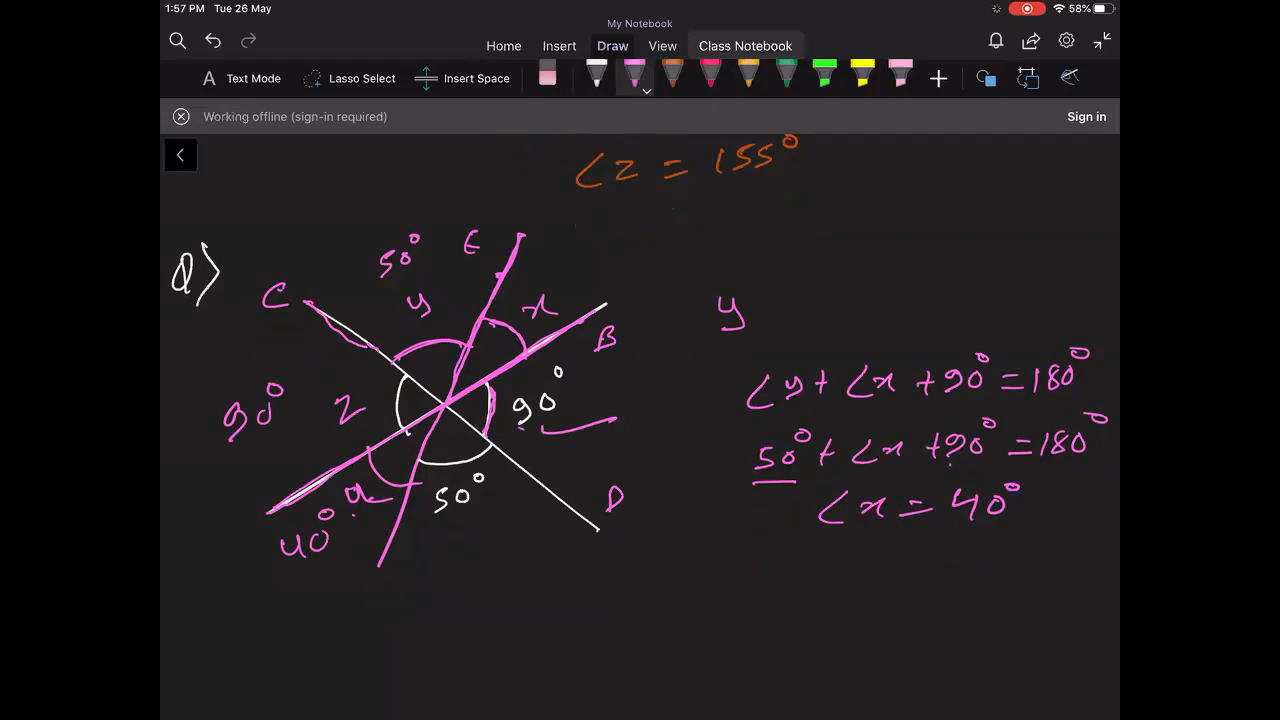 1:57 PM Tue 26 May
58%
My Notebook
Home Insert Draw View Class Notebook
Text Mode Lasso Select Insert Space
Working offline (sign-in required) Sign in
∠z = 155°
Q)
C 50° E
y x
B
y
90° z 90°
∠y + ∠x + 90° = 180°
50° + ∠x + 90° = 180°
x 50° D
∠x = 40°
40°